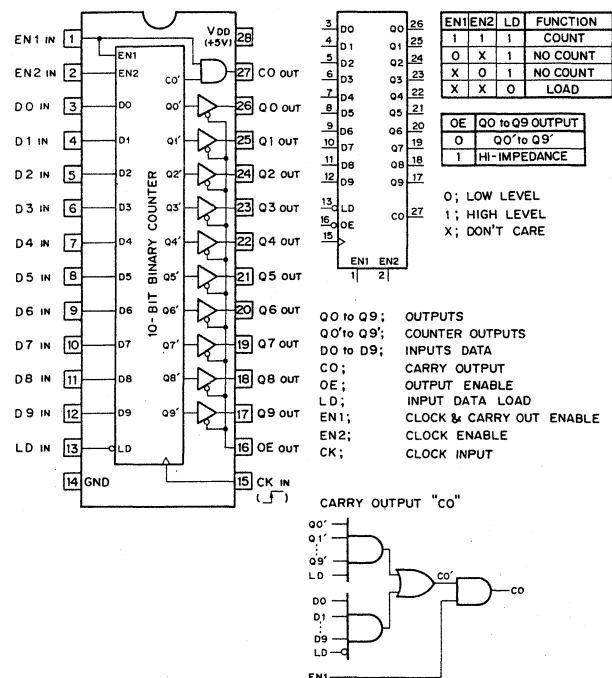 EN1 IN 1
EN2 IN 2
D0 IN 3
D1 IN 4
D2 IN 5
D3 IN 6
D4 IN 7
D5 IN 8
D6 IN 9
D7 IN 10
D8 IN 11
D9 IN 12
LD IN 13
14 GND
EN1
EN2
D0
D1
D2
D3
D4
D5
D6
D7
D8
D9
LD
10-BIT BINARY COUNTER
CO'
Q0'
Q1'
Q2'
Q3'
Q4'
Q5'
Q6'
Q7'
Q8'
Q9'
VDD
(+5V)
28
27 CO OUT
26 Q0 OUT
25 Q1 OUT
24 Q2 OUT
23 Q3 OUT
22 Q4 OUT
21 Q5 OUT
20 Q6 OUT
19 Q7 OUT
18 Q8 OUT
17 Q9 OUT
16 OE OUT
15 CK IN
( )
3 D0 Q0 26
4 D1 Q1 25
5 D2 Q2 24
6 D3 Q3 23
7 D4 Q4 22
8 D5 Q5 21
9 D6 Q6 20
10 D7 Q7 19
11 D8 Q8 18
12 D9 Q9 17
13 LD CO 27
16 OE
15
EN1 EN2
1 2
EN1 EN2 LD FUNCTION
1 1 1 COUNT
0 X 1 NO COUNT
X 0 1 NO COUNT
X X 0 LOAD
OE Q0 to Q9 OUTPUT
0 Q0' to Q9'
1 HI-IMPEDANCE
0; LOW LEVEL
1; HIGH LEVEL
X; DON'T CARE
Q0 to Q9; OUTPUTS
Q0' to Q9'; COUNTER OUTPUTS
D0 to D9; INPUTS DATA
CO; CARRY OUTPUT
OE; OUTPUT ENABLE
LD; INPUT DATA LOAD
EN1; CLOCK & CARRY OUT ENABLE
EN2; CLOCK ENABLE
CK; CLOCK INPUT
CARRY OUTPUT "CO"
Q0'
Q1'
Q9'
LD
D0
D1
D9
LD
EN1
CO'
CO